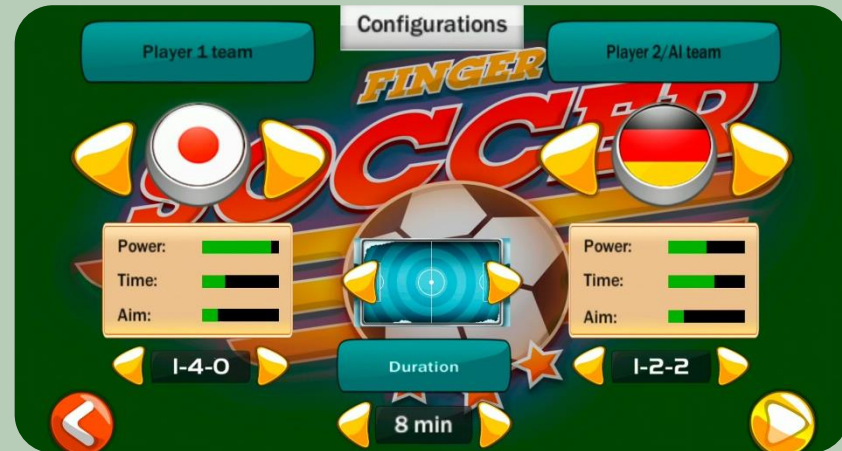 Configurations
Player 1 team
Player 2/AI team
FINGER
SOCCER
Power:
Time:
Aim:
Power:
Time:
Aim:
1-4-0
Duration
1-2-2
8 min